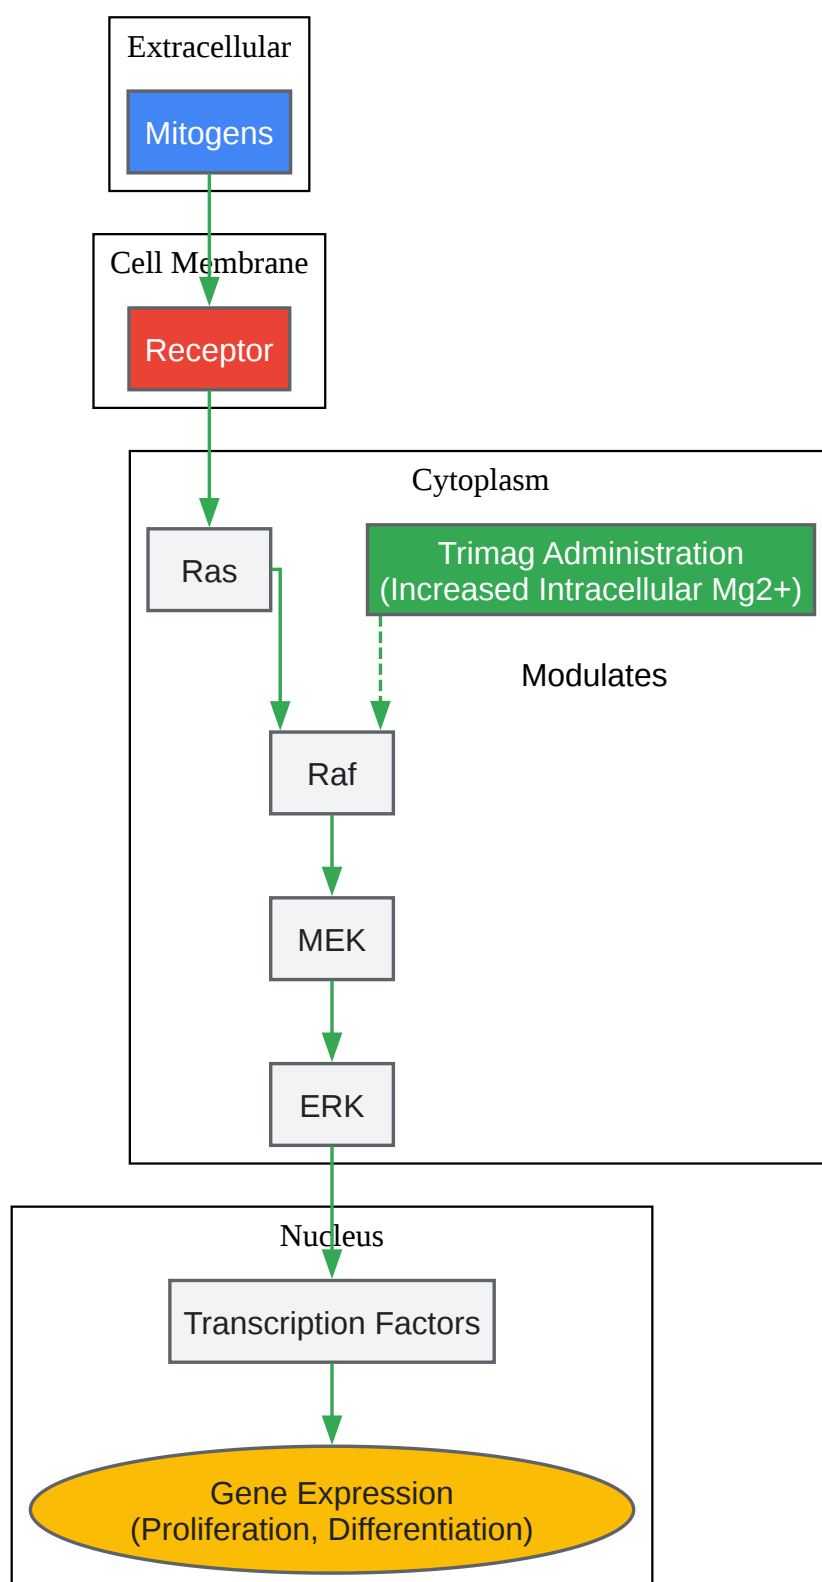 Extracellular
Mitogens
Cell Membrane
Receptor
Cytoplasm
Ras
Trimag Administration
(Increased Intracellular Mg2+)
Modulates
Raf
MEK
ERK
Nucleus
Transcription Factors
Gene Expression
(Proliferation, Differentiation)